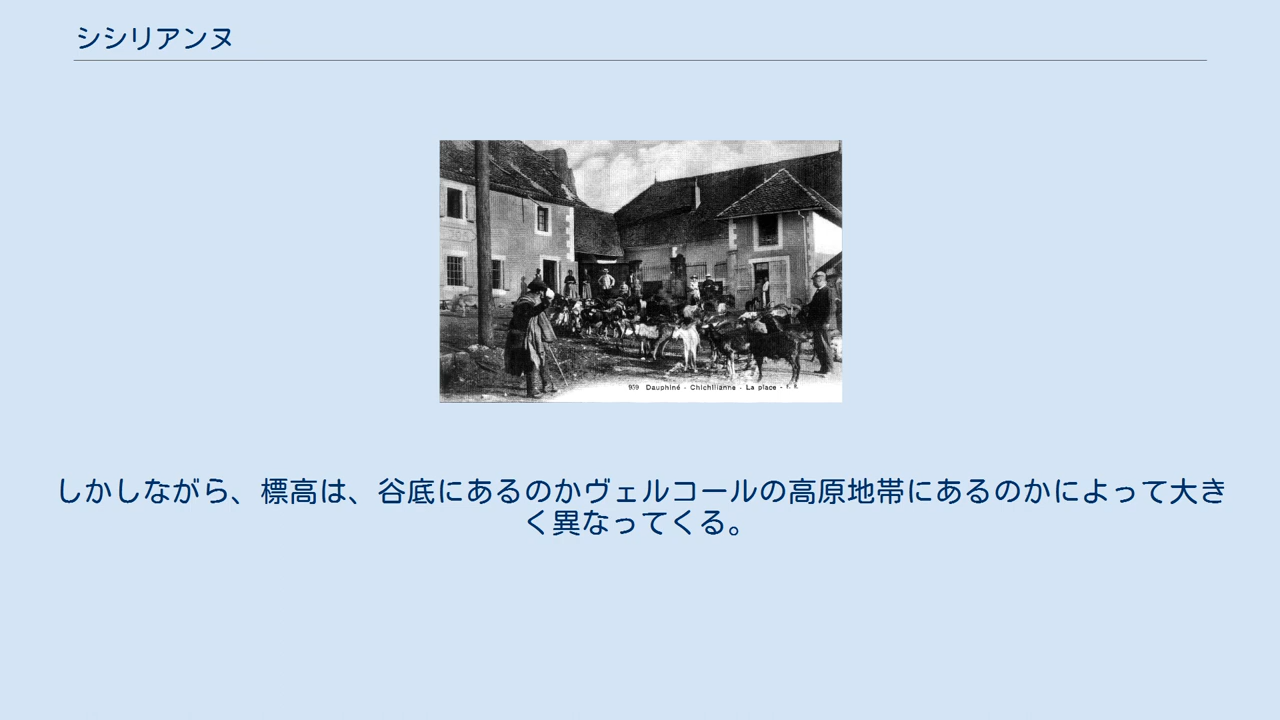 シシリアンヌ
959 Dauphiné - Chichilianne - La place -
しかしながら、標高は、谷底にあるのかヴェルコールの高原地帯にあるのかによって大き
く異なってくる。